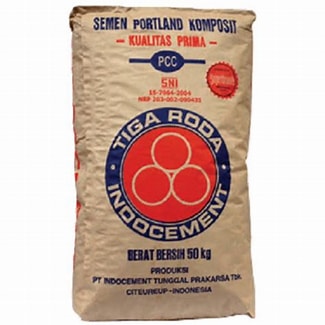 SEMEN PORTLAND KOMPOSIT
— KUALITAS PRIMA —
PCC
SNI
15-7064-2004
TIGA RODA
INDOCEMENT
BERAT BERSIH 50 kg
PRODUKSI
PT INDOCEMENT TUNGGAL PRAKARSA TBK
CITEUREUP-INDONESIA